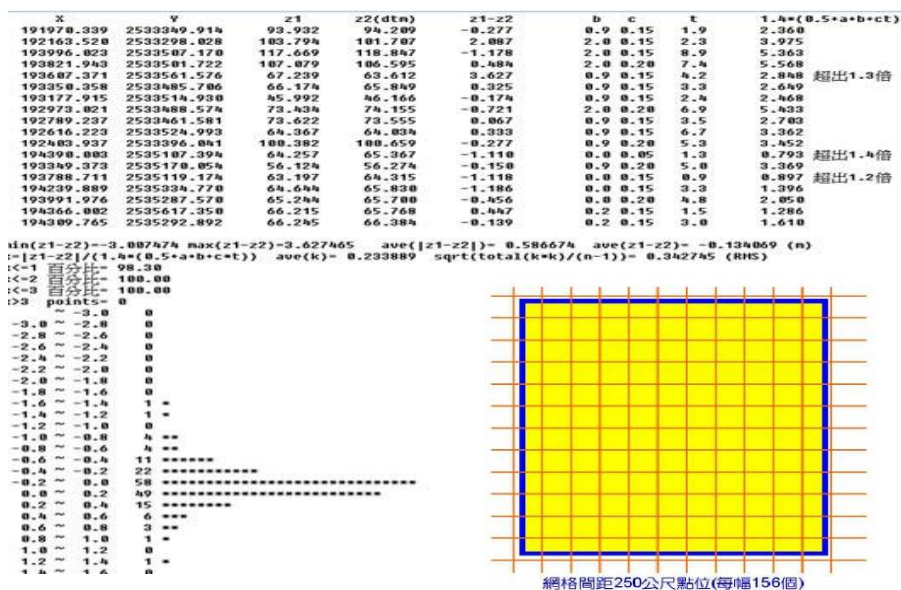 X Y z1 z2(dtm) z1-z2 b c t 1.4*(0.5+a+b+ct)
191970.339 2533349.914 93.932 94.209 -0.277 0.9 0.15 1.9 2.360
192163.520 2533298.028 103.794 101.707 2.087 2.0 0.15 2.3 3.975
193996.023 2533507.170 117.669 118.847 -1.178 2.0 0.15 8.9 5.363
193821.943 2533501.722 107.079 106.595 0.484 2.0 0.20 7.4 5.568
193607.371 2533561.576 67.239 63.612 3.627 0.9 0.15 4.2 2.848 超出1.3倍
193350.358 2533485.706 66.174 65.849 0.325 0.9 0.15 3.3 2.649
193177.915 2533514.930 45.992 46.166 -0.174 0.9 0.15 2.4 2.468
192973.021 2533488.574 73.434 74.155 -0.721 2.0 0.20 6.9 5.433
192789.237 2533461.581 73.622 73.555 0.067 0.9 0.15 3.5 2.703
192616.223 2533524.993 64.367 64.034 0.333 0.9 0.15 6.7 3.362
192403.937 2533396.041 100.382 100.659 -0.277 0.9 0.20 5.3 3.452
194390.003 2535107.394 64.257 65.367 -1.110 0.0 0.05 1.3 0.793 超出1.4倍
193349.373 2535170.054 56.124 56.274 -0.150 0.9 0.20 5.0 3.369
193788.711 2535119.174 63.197 64.315 -1.118 0.0 0.15 0.9 0.897 超出1.2倍
194239.889 2535334.770 64.644 65.830 -1.186 0.0 0.15 3.3 1.396
193991.976 2535287.570 65.244 65.700 -0.456 0.0 0.20 4.8 2.050
194366.002 2535617.350 66.215 65.768 0.447 0.2 0.15 1.5 1.286
194309.765 2535292.892 66.245 66.384 -0.139 0.2 0.15 3.0 1.610
in(z1-z2)=-3.007474 max(z1-z2)=3.627465 ave(|z1-z2|)= 0.586674 ave(z1-z2)= -0.134069 (m)
=|z1-z2|/(1.4*(0.5+a+b+c*t)) ave(k)= 0.233889 sqrt(total(k*k)/(n-1))= 0.342745 (RMS)
<=1 百分比= 98.30
<=2 百分比= 100.00
<=3 百分比= 100.00
>3 points= 0
~ -3.0 0
-3.0 ~ -2.8 0
-2.8 ~ -2.6 0
-2.6 ~ -2.4 0
-2.4 ~ -2.2 0
-2.2 ~ -2.0 0
-2.0 ~ -1.8 0
-1.8 ~ -1.6 0
-1.6 ~ -1.4 1 *
-1.4 ~ -1.2 1 *
-1.2 ~ -1.0 0
-1.0 ~ -0.8 4 **
-0.8 ~ -0.6 4 **
-0.6 ~ -0.4 11 ******
-0.4 ~ -0.2 22 ***********
-0.2 ~ 0.0 58 *****************************
0.0 ~ 0.2 49 *************************
0.2 ~ 0.4 15 ********
0.4 ~ 0.6 6 ***
0.6 ~ 0.8 3 **
0.8 ~ 1.0 1 *
1.0 ~ 1.2 0
1.2 ~ 1.4 1 *
1.4 ~ 1.6 0
網格間距250公尺點位(每幅156個)